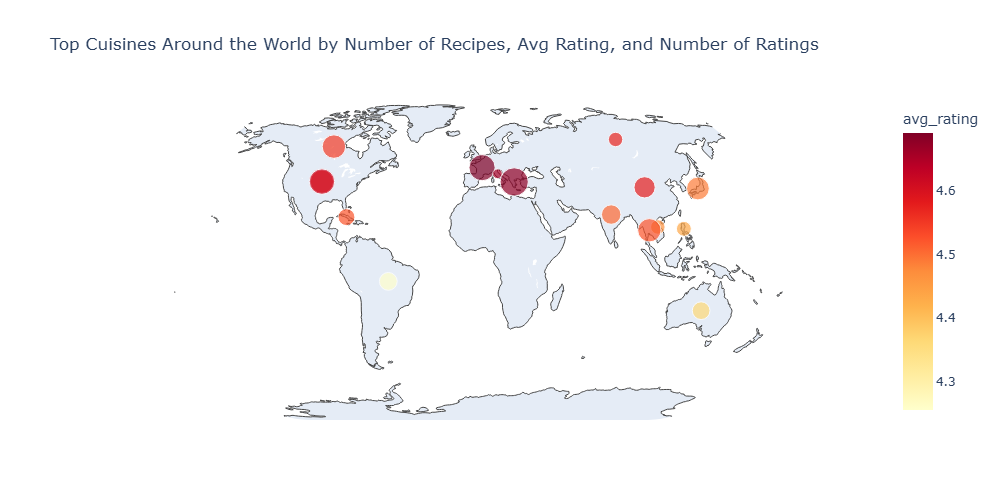 Top Cuisines Around the World by Number of Recipes, Avg Rating, and Number of Ratings
avg_rating
4.6
4.5
4.4
4.3